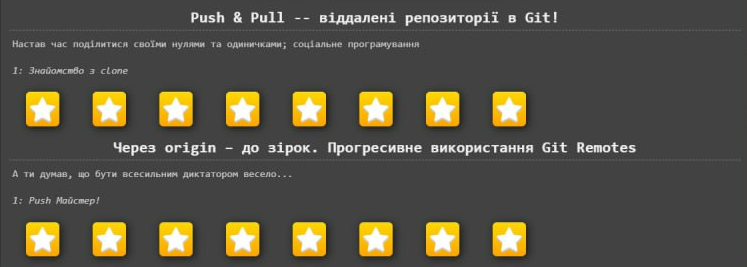 Push & Pull -- віддалені репозиторії в Git!
Настав час поділитися своїми нулями та одиничками; соціальне програмування
1: Знайомство з clone
Через origin – до зірок. Прогресивне використання Git Remotes
А ти думав, що бути всесильним диктатором весело...
1: Push Майстер!